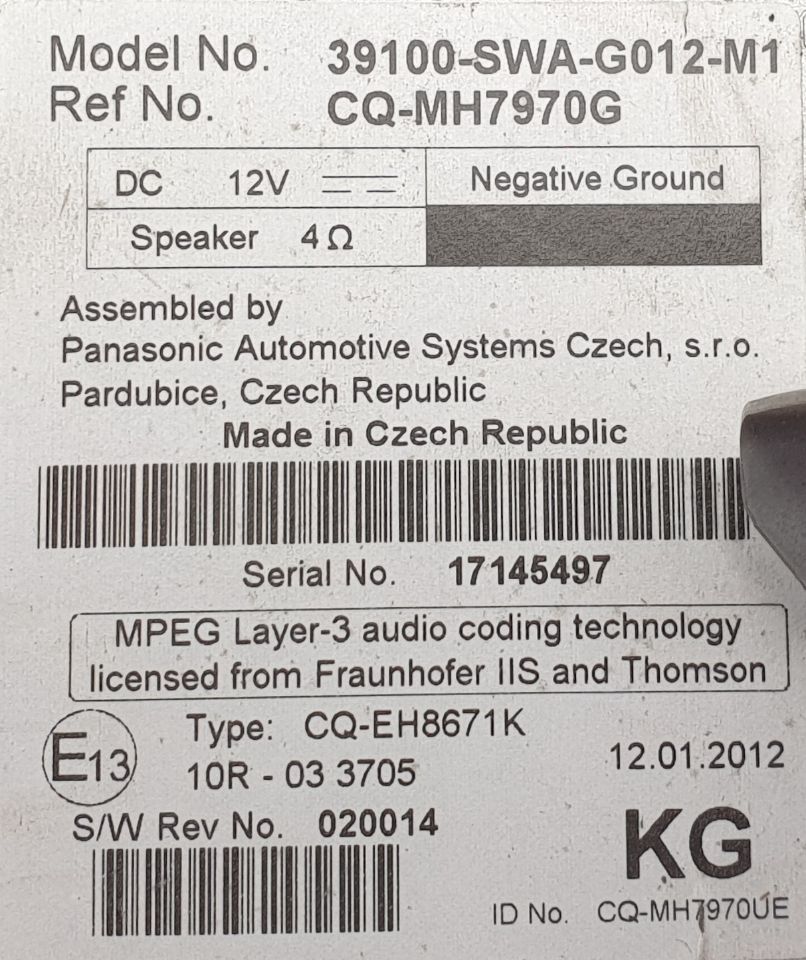 Model No. 39100-SWA-G012-M1
Ref No. CQ-MH7970G
DC 12V Negative Ground
Speaker 4Ω
Assembled by
Panasonic Automotive Systems Czech, s.r.o.
Pardubice, Czech Republic
Made in Czech Republic
Serial No. 17145497
MPEG Layer-3 audio coding technology
licensed from Fraunhofer IIS and Thomson
E13
Type: CQ-EH8671K
10R - 03 3705
12.01.2012
S/W Rev No. 020014
KG
ID No. CQ-MH7970UE